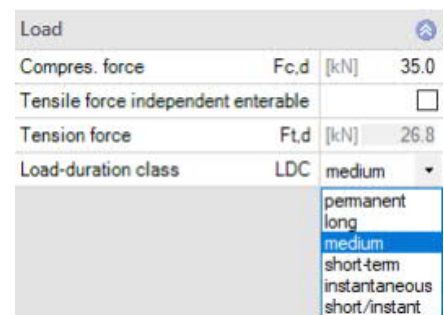 Load
Compres. force Fc,d [kN] 35.0
Tensile force independent enterable
Tension force Ft,d [kN] 26.8
Load-duration class LDC medium
permanent
long
medium
short-term
instantaneous
short/instant